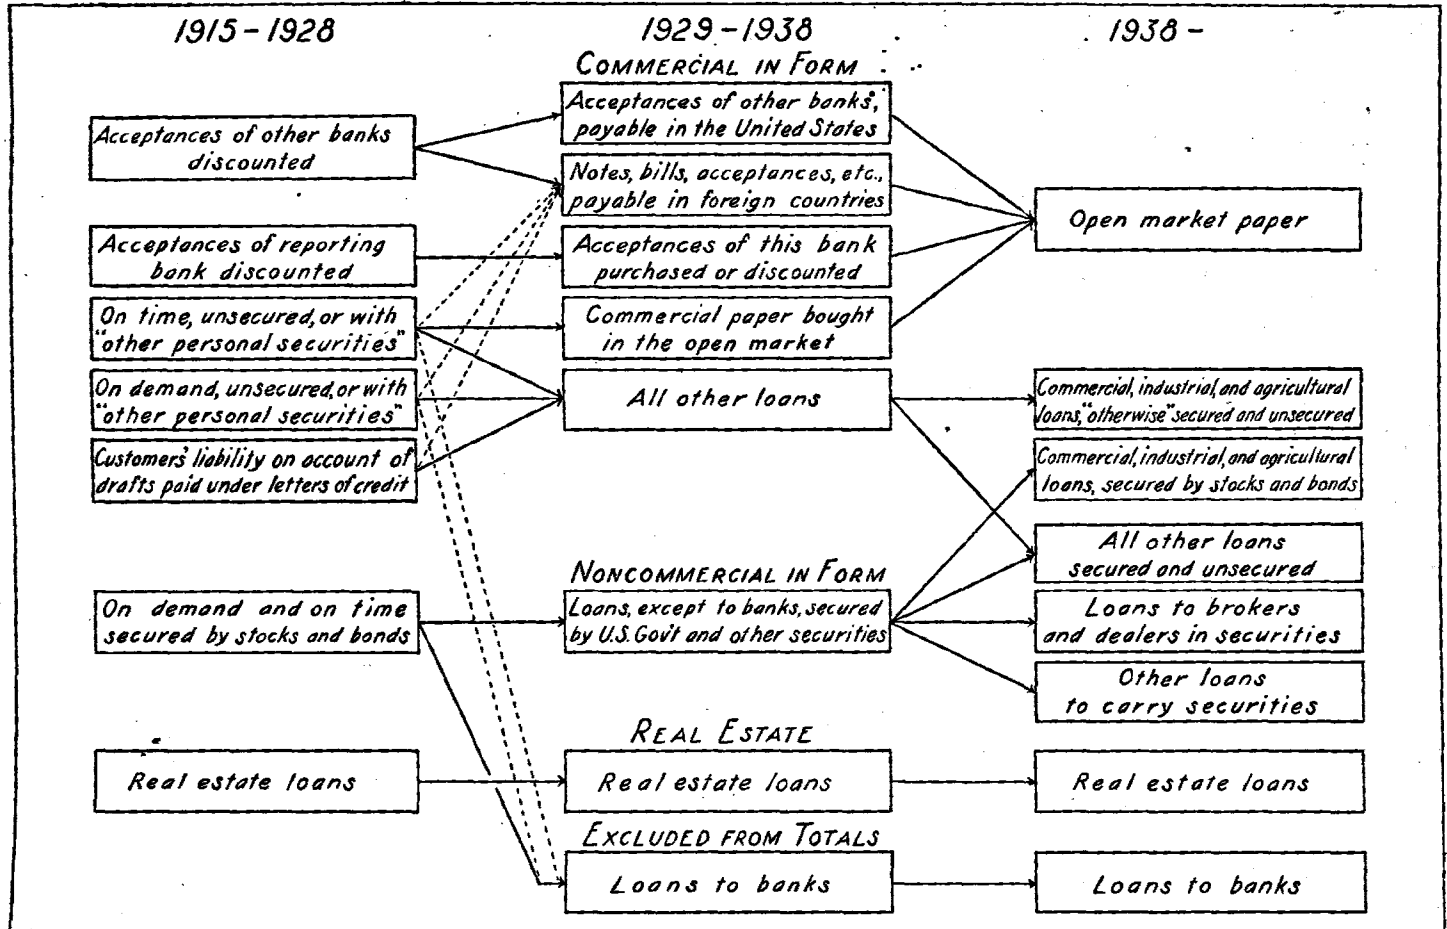 1915-1928
Acceptances of other banks
discounted
Acceptances of reporting
bank discounted
On time, unsecured, or with
"other personal securities"
On demand, unsecured, or with
"other personal securities"
Customers' liability on account of
drafts paid under letters of credit
On demand and on time
secured by stocks and bonds
Real estate loans
1929-1938
COMMERCIAL IN FORM
Acceptances of other banks,
payable in the United States
Notes, bills, acceptances, etc.,
payable in foreign countries
Acceptances of this bank
purchased or discounted
Commercial paper bought
in the open market
All other loans
NONCOMMERCIAL IN FORM
Loans, except to banks, secured
by U.S. Gov't and other securities
REAL ESTATE
Real estate loans
EXCLUDED FROM TOTALS
Loans to banks
1938-
Open market paper
Commercial, industrial, and agricultural
loans, "otherwise" secured and unsecured
Commercial, industrial, and agricultural
loans, secured by stocks and bonds
All other loans
secured and unsecured
Loans to brokers
and dealers in securities
Other loans
to carry securities
Real estate loans
Loans to banks